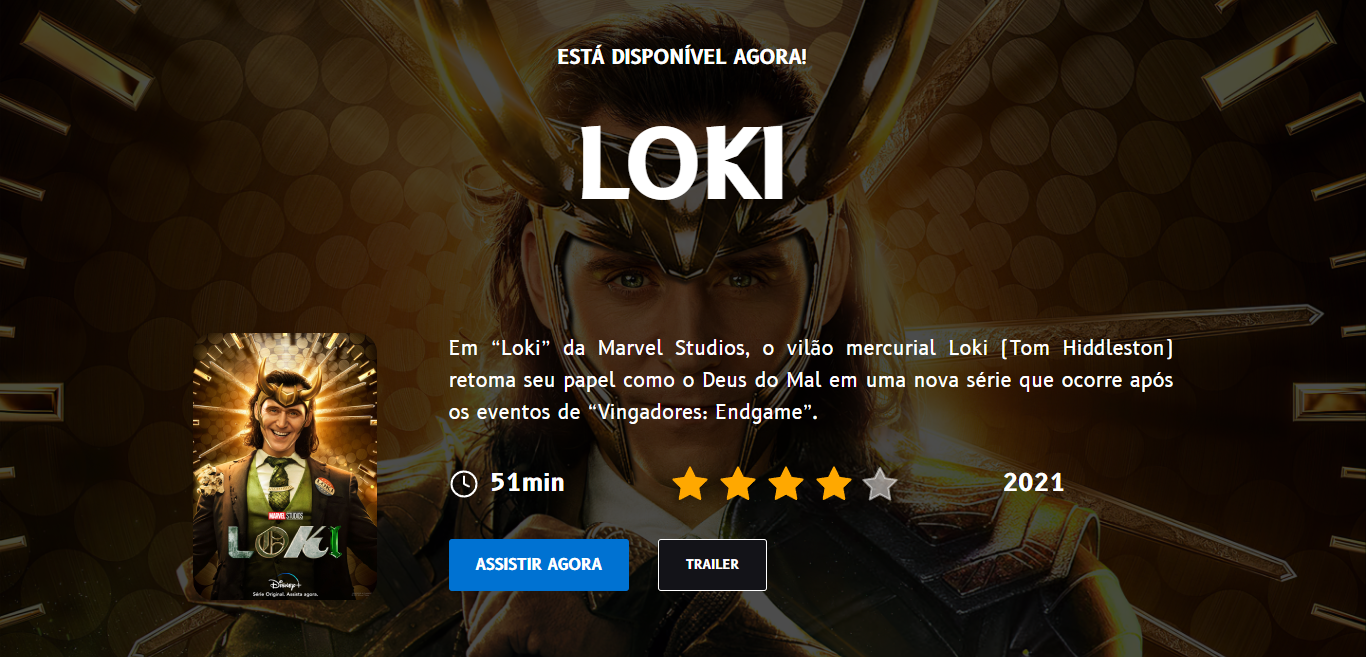 ESTÁ DISPONÍVEL AGORA!
LOKI
Em “Loki” da Marvel Studios, o vilão mercurial Loki (Tom Hiddleston)
retoma seu papel como o Deus do Mal em uma nova série que ocorre após
os eventos de “Vingadores: Endgame”.
51min
2021
ASSISTIR AGORA
TRAILER
MARVEL STUDIOS
LOKI
Disney+
Série Original. Assista agora.